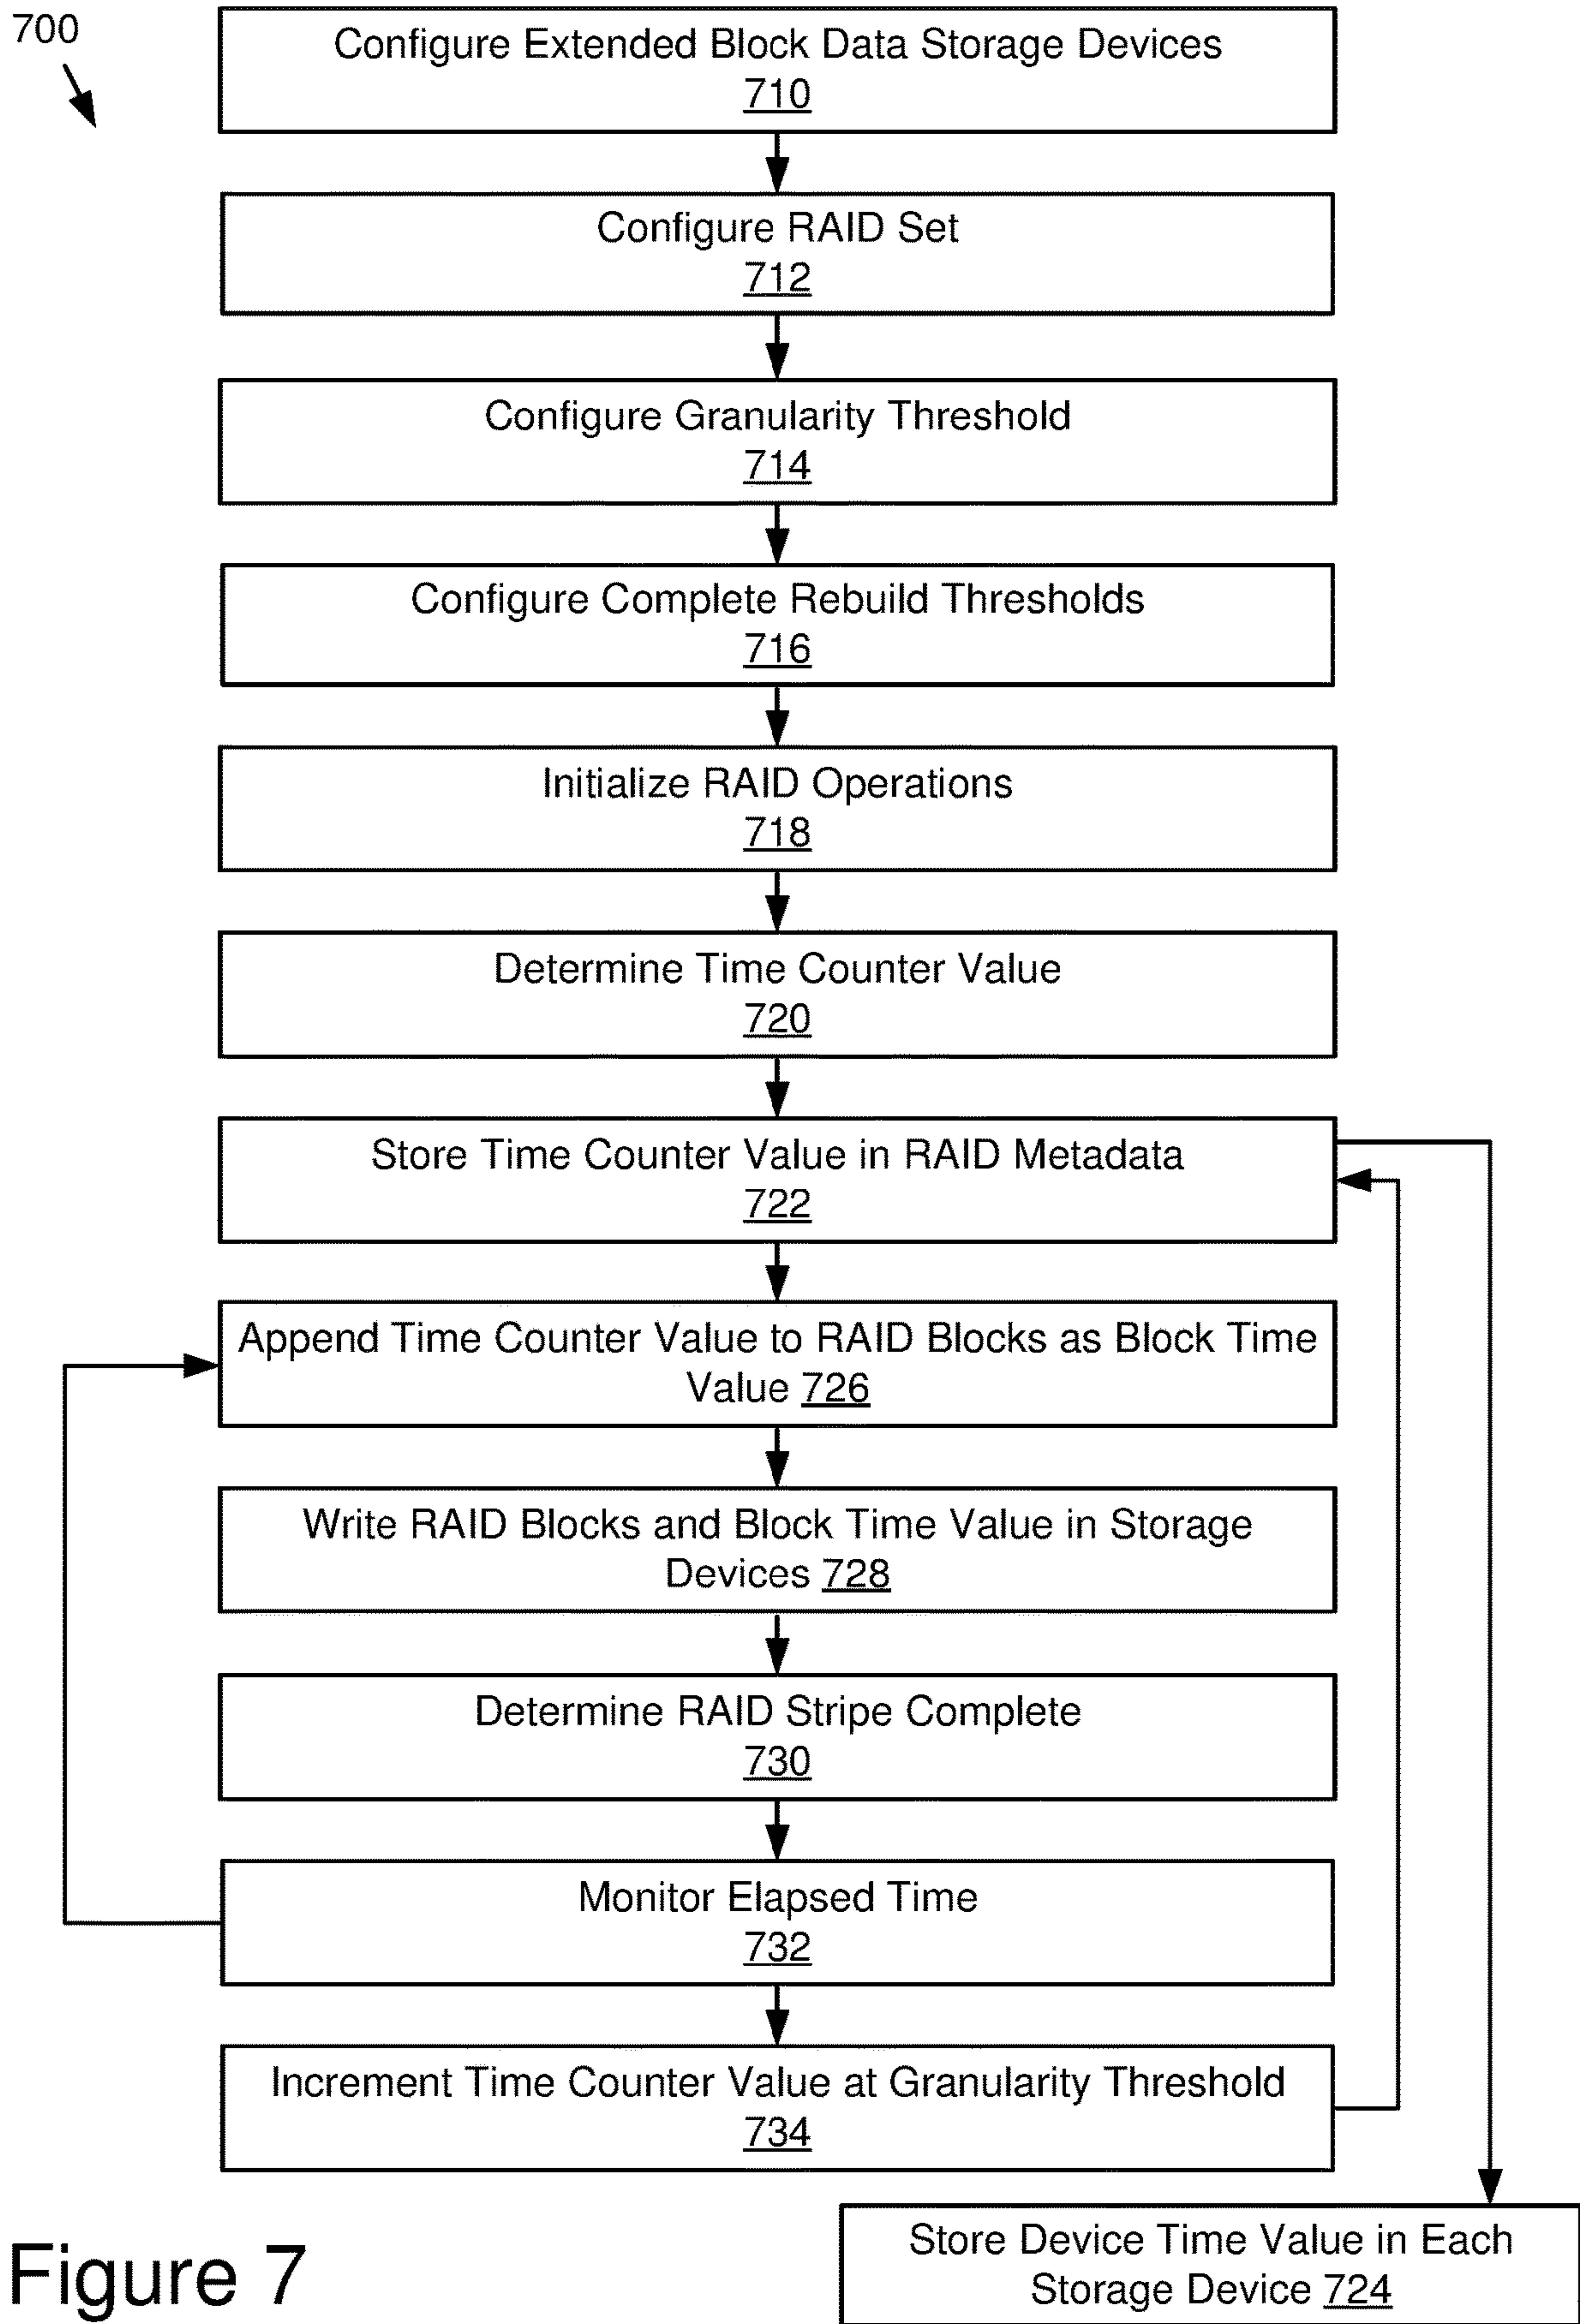 700
Configure Extended Block Data Storage Devices
710
Configure RAID Set
712
Configure Granularity Threshold
714
Configure Complete Rebuild Thresholds
716
Initialize RAID Operations
718
Determine Time Counter Value
720
Store Time Counter Value in RAID Metadata
722
Append Time Counter Value to RAID Blocks as Block Time
Value 726
Write RAID Blocks and Block Time Value in Storage
Devices 728
Determine RAID Stripe Complete
730
Monitor Elapsed Time
732
Increment Time Counter Value at Granularity Threshold
734
Store Device Time Value in Each
Storage Device 724
Figure 7